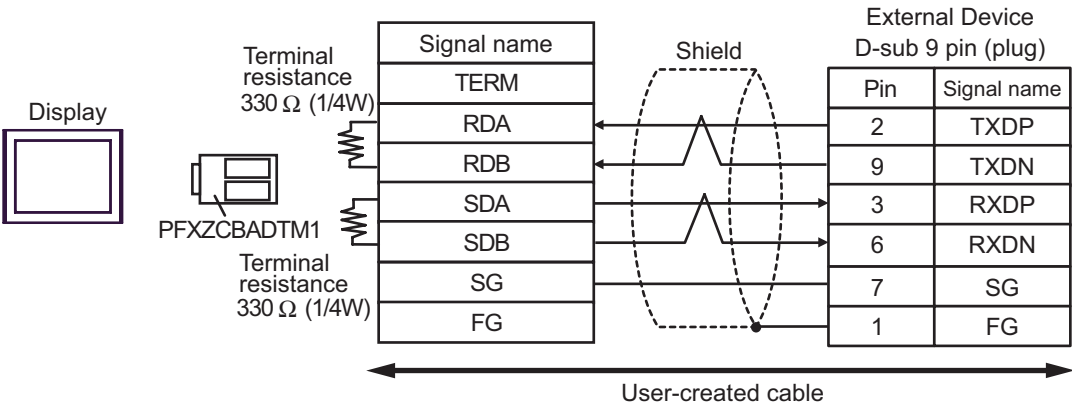 Display
PFXZCBADTM1
Terminal
resistance
330 Ω (1/4W)
Terminal
resistance
330 Ω (1/4W)
Signal name
TERM
RDA
RDB
SDA
SDB
SG
FG
Shield
External Device
D-sub 9 pin (plug)
Pin Signal name
2 TXDP
9 TXDN
3 RXDP
6 RXDN
7 SG
1 FG
User-created cable